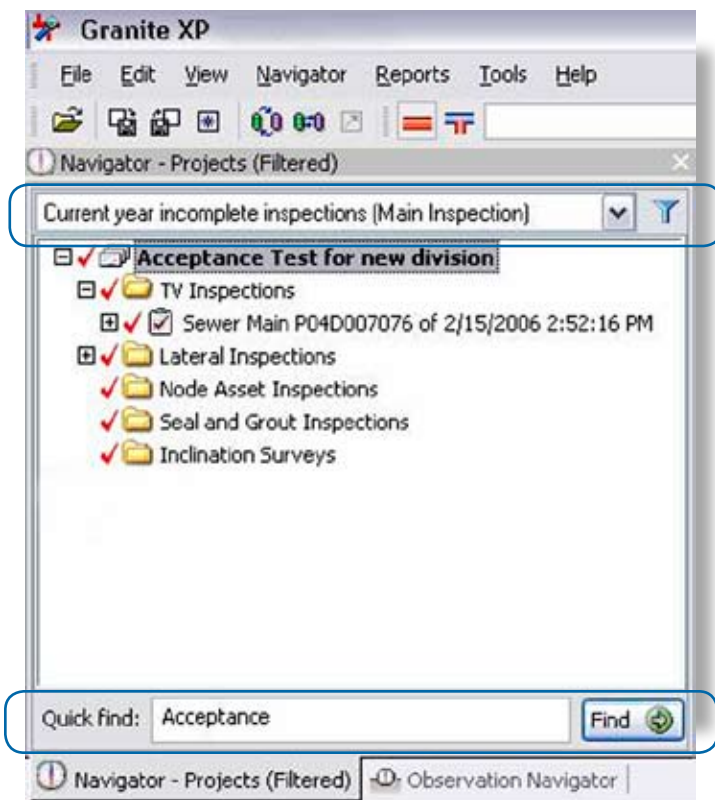 Granite XP
File Edit View Navigator Reports Tools Help
Navigator - Projects (Filtered)
Current year incomplete inspections (Main Inspection)
Acceptance Test for new division
TV Inspections
Sewer Main P04D007076 of 2/15/2006 2:52:16 PM
Lateral Inspections
Node Asset Inspections
Seal and Grout Inspections
Inclination Surveys
Quick find: Acceptance Find
Navigator - Projects (Filtered) Observation Navigator